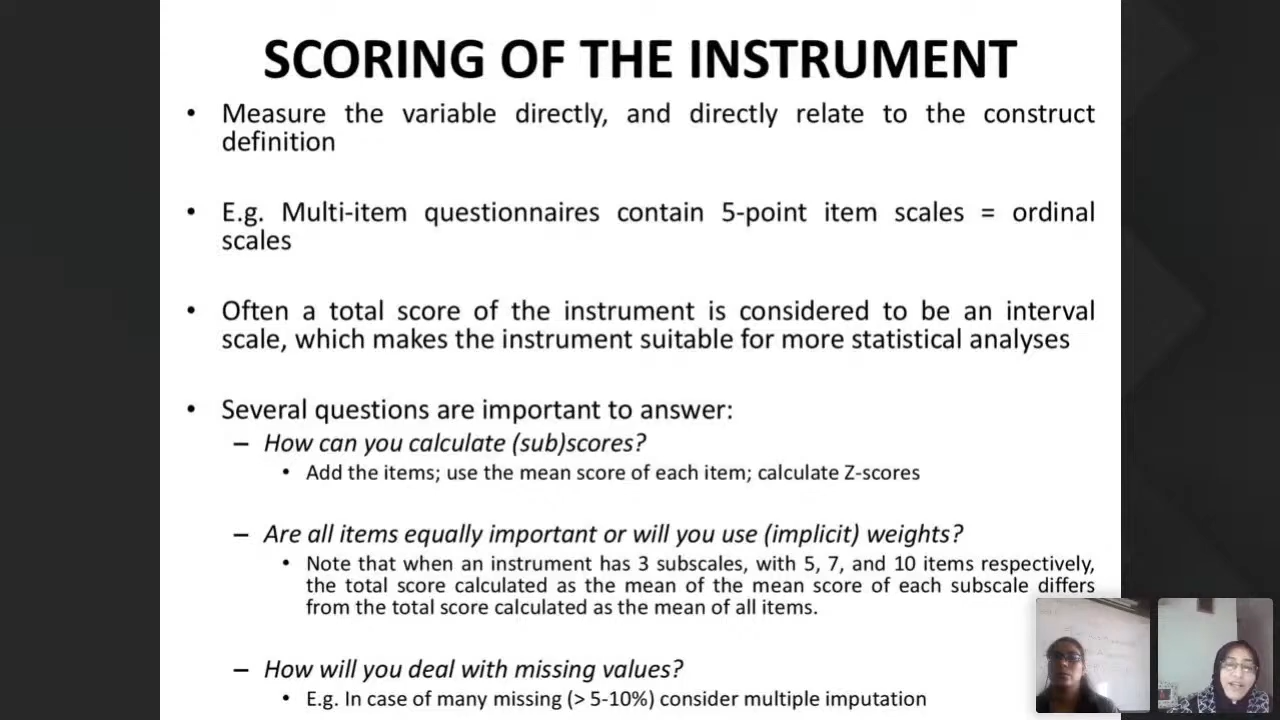 SCORING OF THE INSTRUMENT
• Measure the variable directly, and directly relate to the construct
definition
• E.g. Multi-item questionnaires contain 5-point item scales = ordinal
scales
• Often a total score of the instrument is considered to be an interval
scale, which makes the instrument suitable for more statistical analyses
• Several questions are important to answer:
– How can you calculate (sub)scores?
• Add the items; use the mean score of each item; calculate Z-scores
– Are all items equally important or will you use (implicit) weights?
• Note that when an instrument has 3 subscales, with 5, 7, and 10 items respectively,
the total score calculated as the mean of the mean score of each subscale differs
from the total score calculated as the mean of all items.
– How will you deal with missing values?
• E.g. In case of many missing (> 5-10%) consider multiple imputation